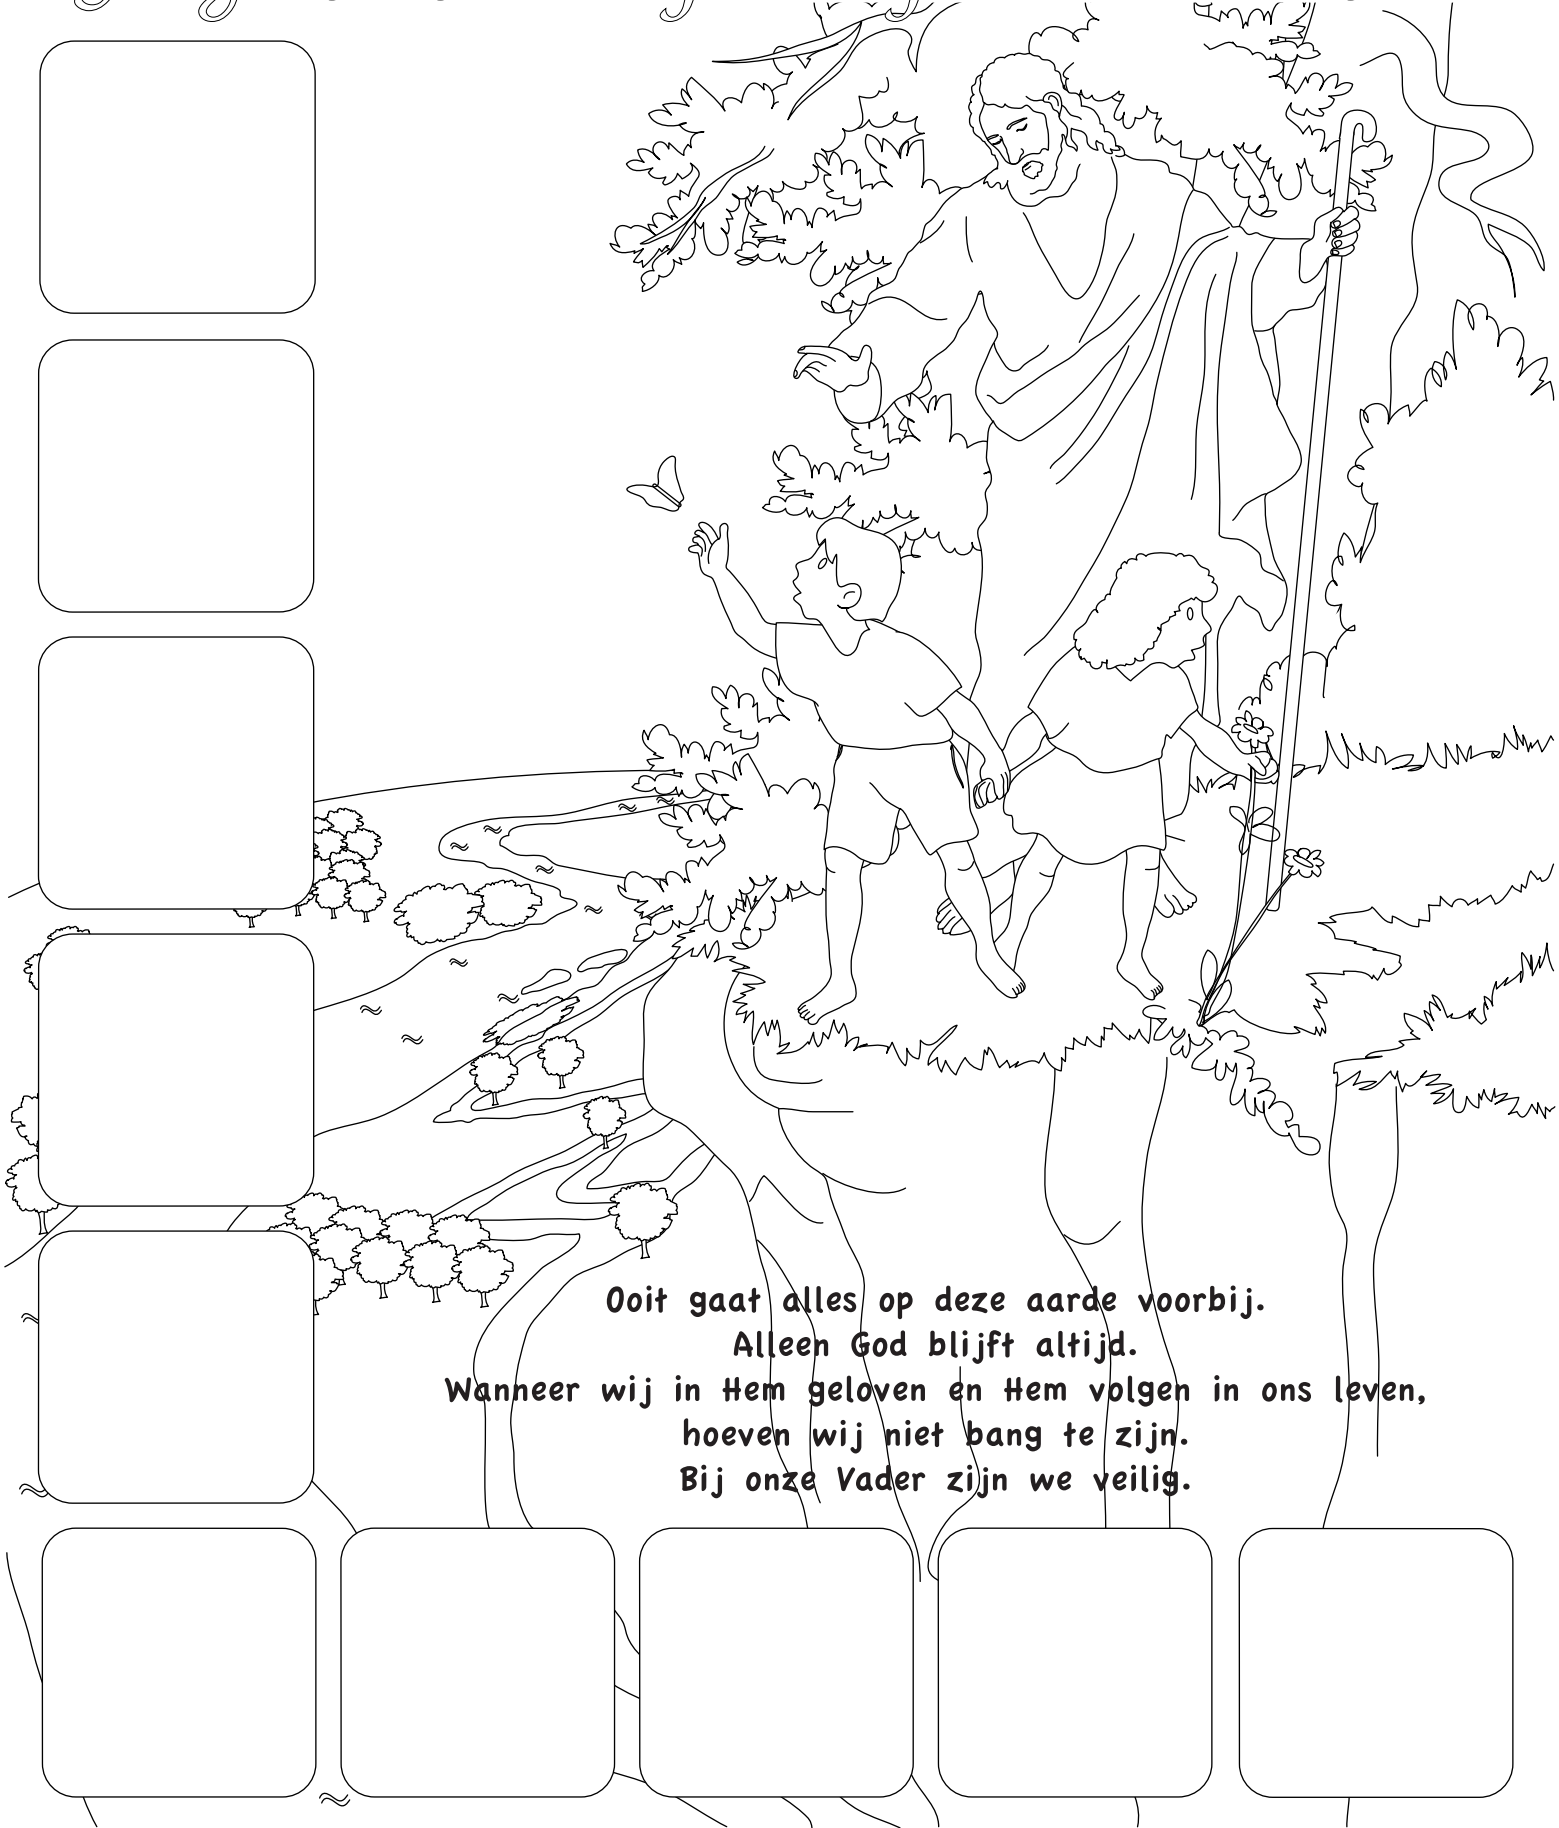 Ooit gaat alles op deze aarde voorbij.
Alleen God blijft altijd.
Wanneer wij in Hem geloven en Hem volgen in ons leven,
hoeven wij niet bang te zijn.
Bij onze Vader zijn we veilig.